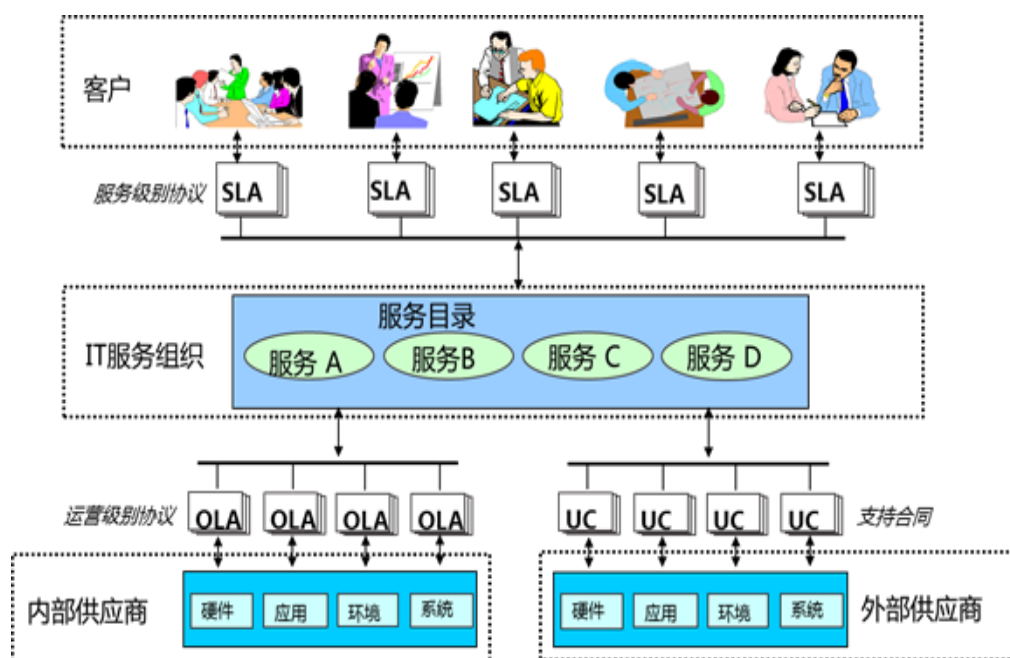 客户
服务级别协议
SLA
SLA
SLA
SLA
SLA
服务目录
IT服务组织
服务 A
服务B
服务 C
服务 D
运营级别协议
OLA
OLA
OLA
OLA
UC
UC
UC
UC
支持合同
内部供应商
硬件
应用
环境
系统
硬件
应用
环境
系统
外部供应商